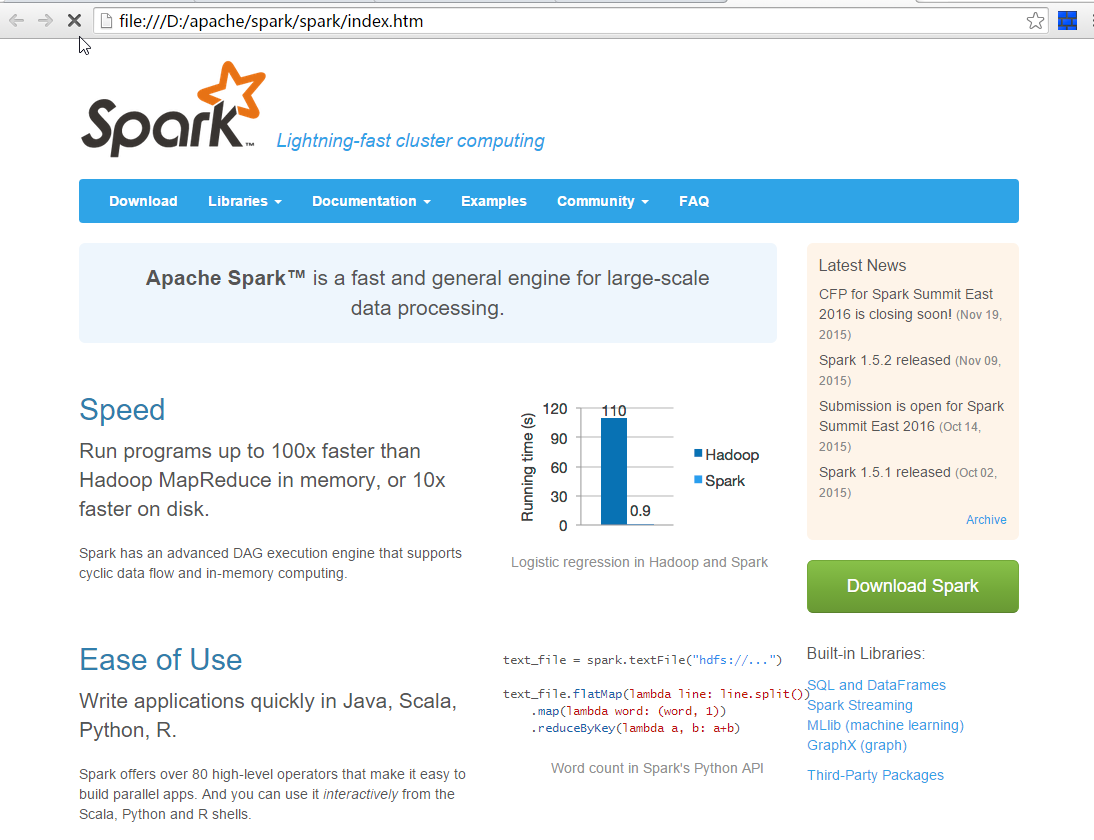 file:///D:/apache/spark/spark/index.htm
Spark™
Lightning-fast cluster computing
Download Libraries Documentation Examples Community FAQ
Apache Spark™ is a fast and general engine for large-scale
data processing.
Latest News
CFP for Spark Summit East
2016 is closing soon! (Nov 19,
2015)
Spark 1.5.2 released (Nov 09,
2015)
Submission is open for Spark
Summit East 2016 (Oct 14,
2015)
Spark 1.5.1 released (Oct 02,
2015)
Archive
Speed
Run programs up to 100x faster than
Hadoop MapReduce in memory, or 10x
faster on disk.
Spark has an advanced DAG execution engine that supports
cyclic data flow and in-memory computing.
Running time (s)
120
90
60
30
0
110
0.9
Hadoop
Spark
Logistic regression in Hadoop and Spark
Download Spark
Ease of Use
Write applications quickly in Java, Scala,
Python, R.
Spark offers over 80 high-level operators that make it easy to
build parallel apps. And you can use it interactively from the
Scala, Python and R shells.
text_file = spark.textFile("hdfs://...")
text_file.flatMap(lambda line: line.split())
.map(lambda word: (word, 1))
.reduceByKey(lambda a, b: a+b)
Word count in Spark's Python API
Built-in Libraries:
SQL and DataFrames
Spark Streaming
MLlib (machine learning)
GraphX (graph)
Third-Party Packages